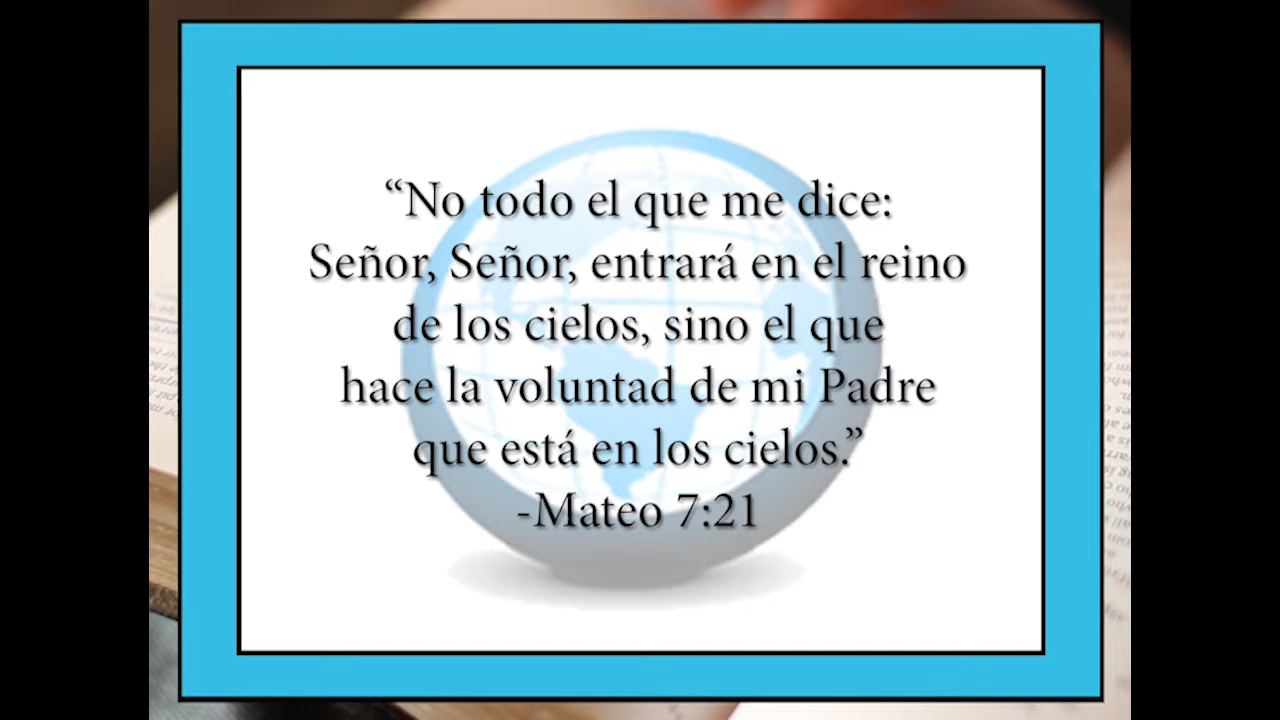 “No todo el que me dice:
Señor, Señor, entrará en el reino
de los cielos, sino el que
hace la voluntad de mi Padre
que está en los cielos.”
-Mateo 7:21